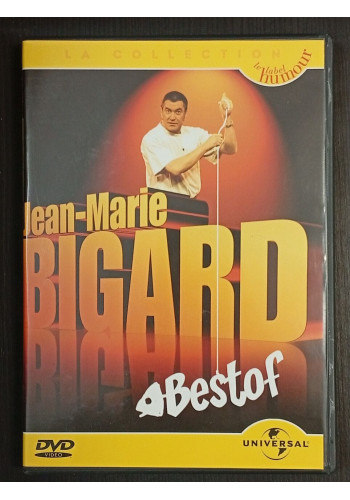 LA COLLECTION
le label
humour
Jean-Marie
BIGARD
Best of
DVD
VIDEO
UNIVERSAL